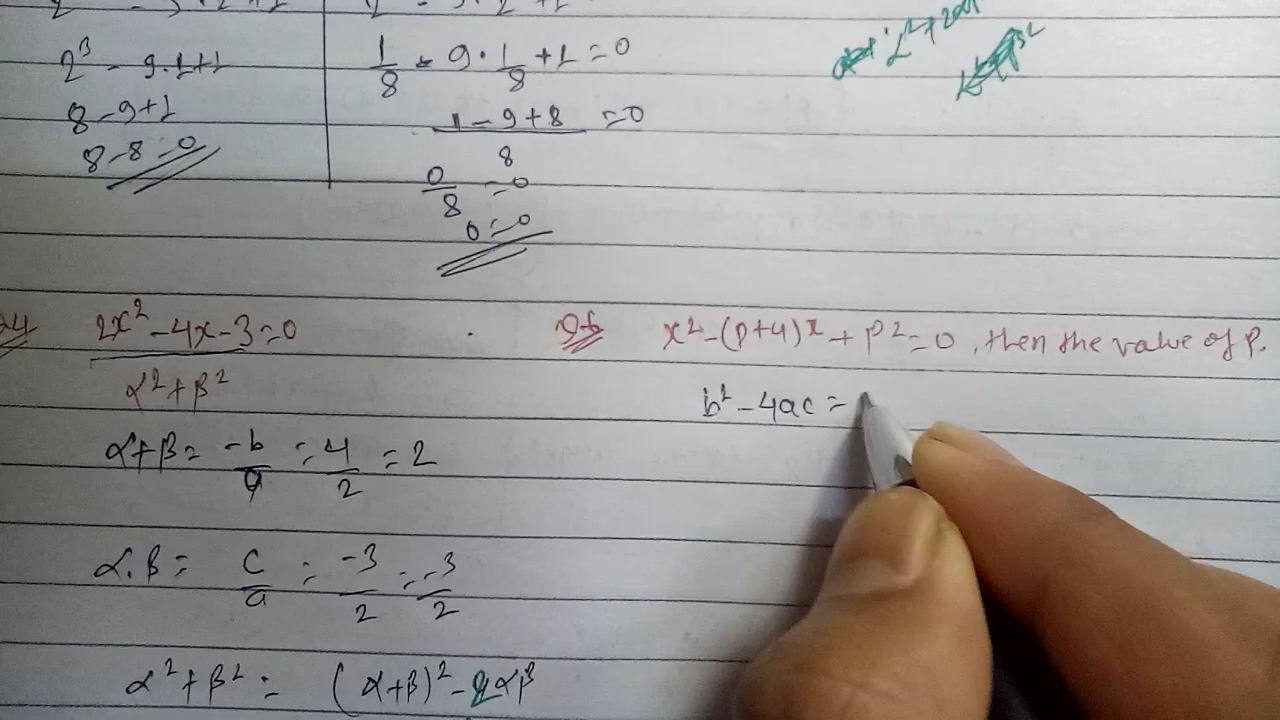 2³ - 9.1+1
8-9+1
8-8=0
1/8 - 9·1/8 +1=0
1-9+8/8 =0
0/8 =0
0=0
24
2x²-4x-3=0
α²+β²
α+β = -b/a = 4/2 = 2
α.β = c/a = -3/2 = -3/2
α²+β² = (α+β)²-2αβ
x²-(p+4)x+p²=0, then the value of p.
b²-4ac=